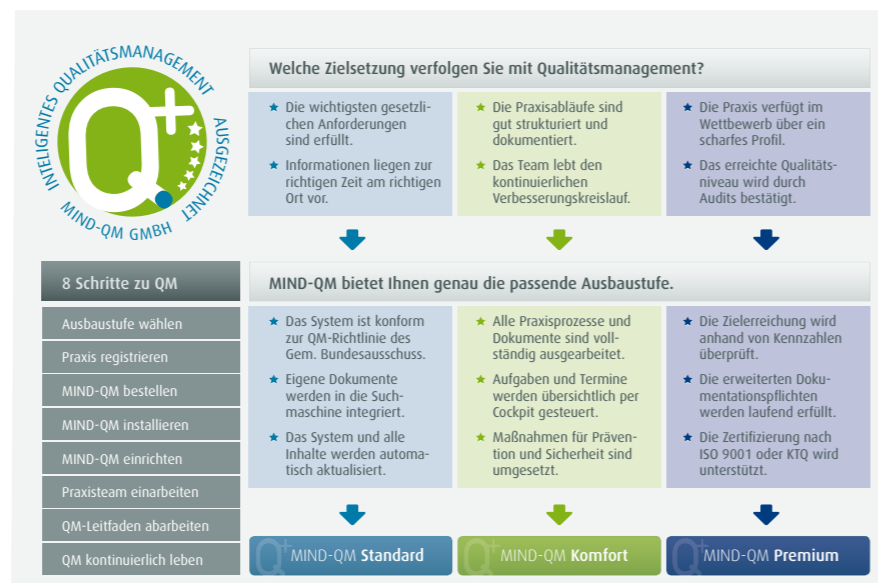 INTELIGENTES QUALITÄTSMANAGEMENT
AUSGEZEICHNET
MIND-QM GMBH
Q+
Welche Zielsetzung verfolgen Sie mit Qualitätsmanagement?
★ Die wichtigsten gesetzli-
chen Anforderungen
sind erfüllt.
★ Informationen liegen zur
richtigen Zeit am richtigen
Ort vor.
★ Die Praxisabläufe sind
gut strukturiert und
dokumentiert.
★ Das Team lebt den
kontinuierlichen
Verbesserungskreislauf.
★ Die Praxis verfügt im
Wettbewerb über ein
scharfes Profil.
★ Das erreichte Qualitäts-
niveau wird durch
Audits bestätigt.
8 Schritte zu QM
Ausbaustufe wählen
Praxis registrieren
MIND-QM bestellen
MIND-QM installieren
MIND-QM einrichten
Praxisteam einarbeiten
QM-Leitfaden abarbeiten
QM kontinuierlich leben
MIND-QM bietet Ihnen genau die passende Ausbaustufe.
★ Das System ist konform
zur QM-Richtlinie des
Gem. Bundesausschuss.
★ Eigene Dokumente
werden in die Such-
maschine integriert.
★ Das System und alle
Inhalte werden automa-
tisch aktualisiert.
★ Alle Praxisprozesse und
Dokumente sind voll-
ständig ausgearbeitet.
★ Aufgaben und Termine
werden übersichtlich per
Cockpit gesteuert.
★ Maßnahmen für Präven-
tion und Sicherheit sind
umgesetzt.
★ Die Zielerreichung wird
anhand von Kennzahlen
überprüft.
★ Die erweiterten Doku-
mentationspflichten
werden laufend erfüllt.
★ Die Zertifizierung nach
ISO 9001 oder KTQ wird
unterstützt.
Q+ MIND-QM Standard
Q+ MIND-QM Komfort
Q+ MIND-QM Premium